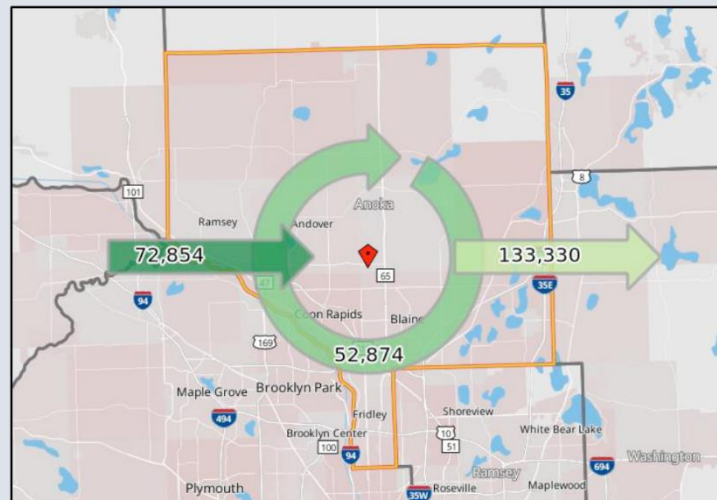 35
8
101
Anoka
Ramsey
Andover
72,854
133,330
65
47
35E
94
Coon Rapids
Blaine
169
52,874
Maple Grove
Brooklyn Park
494
Fridley
Shoreview
Brooklyn Center
10
White Bear Lake
100
94
51
Washington
694
Ramsey
Plymouth
35W
Roseville
Maplewood